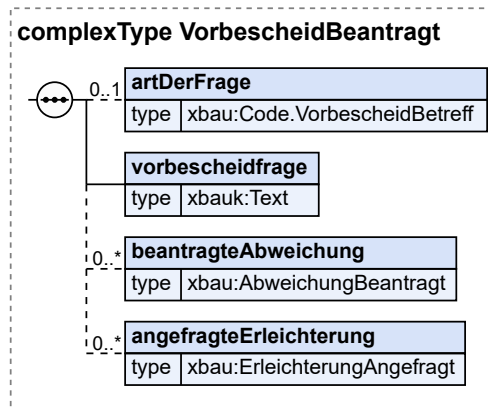 complexType VorbescheidBeantragt
0..1 artDerFrage
type xbau:Code.VorbescheidBetreff
vorbescheidfrage
type xbauk:Text
0..* beantragteAbweichung
type xbau:AbweichungBeantragt
0..* angefragteErleichterung
type xbau:ErleichterungAngefragt